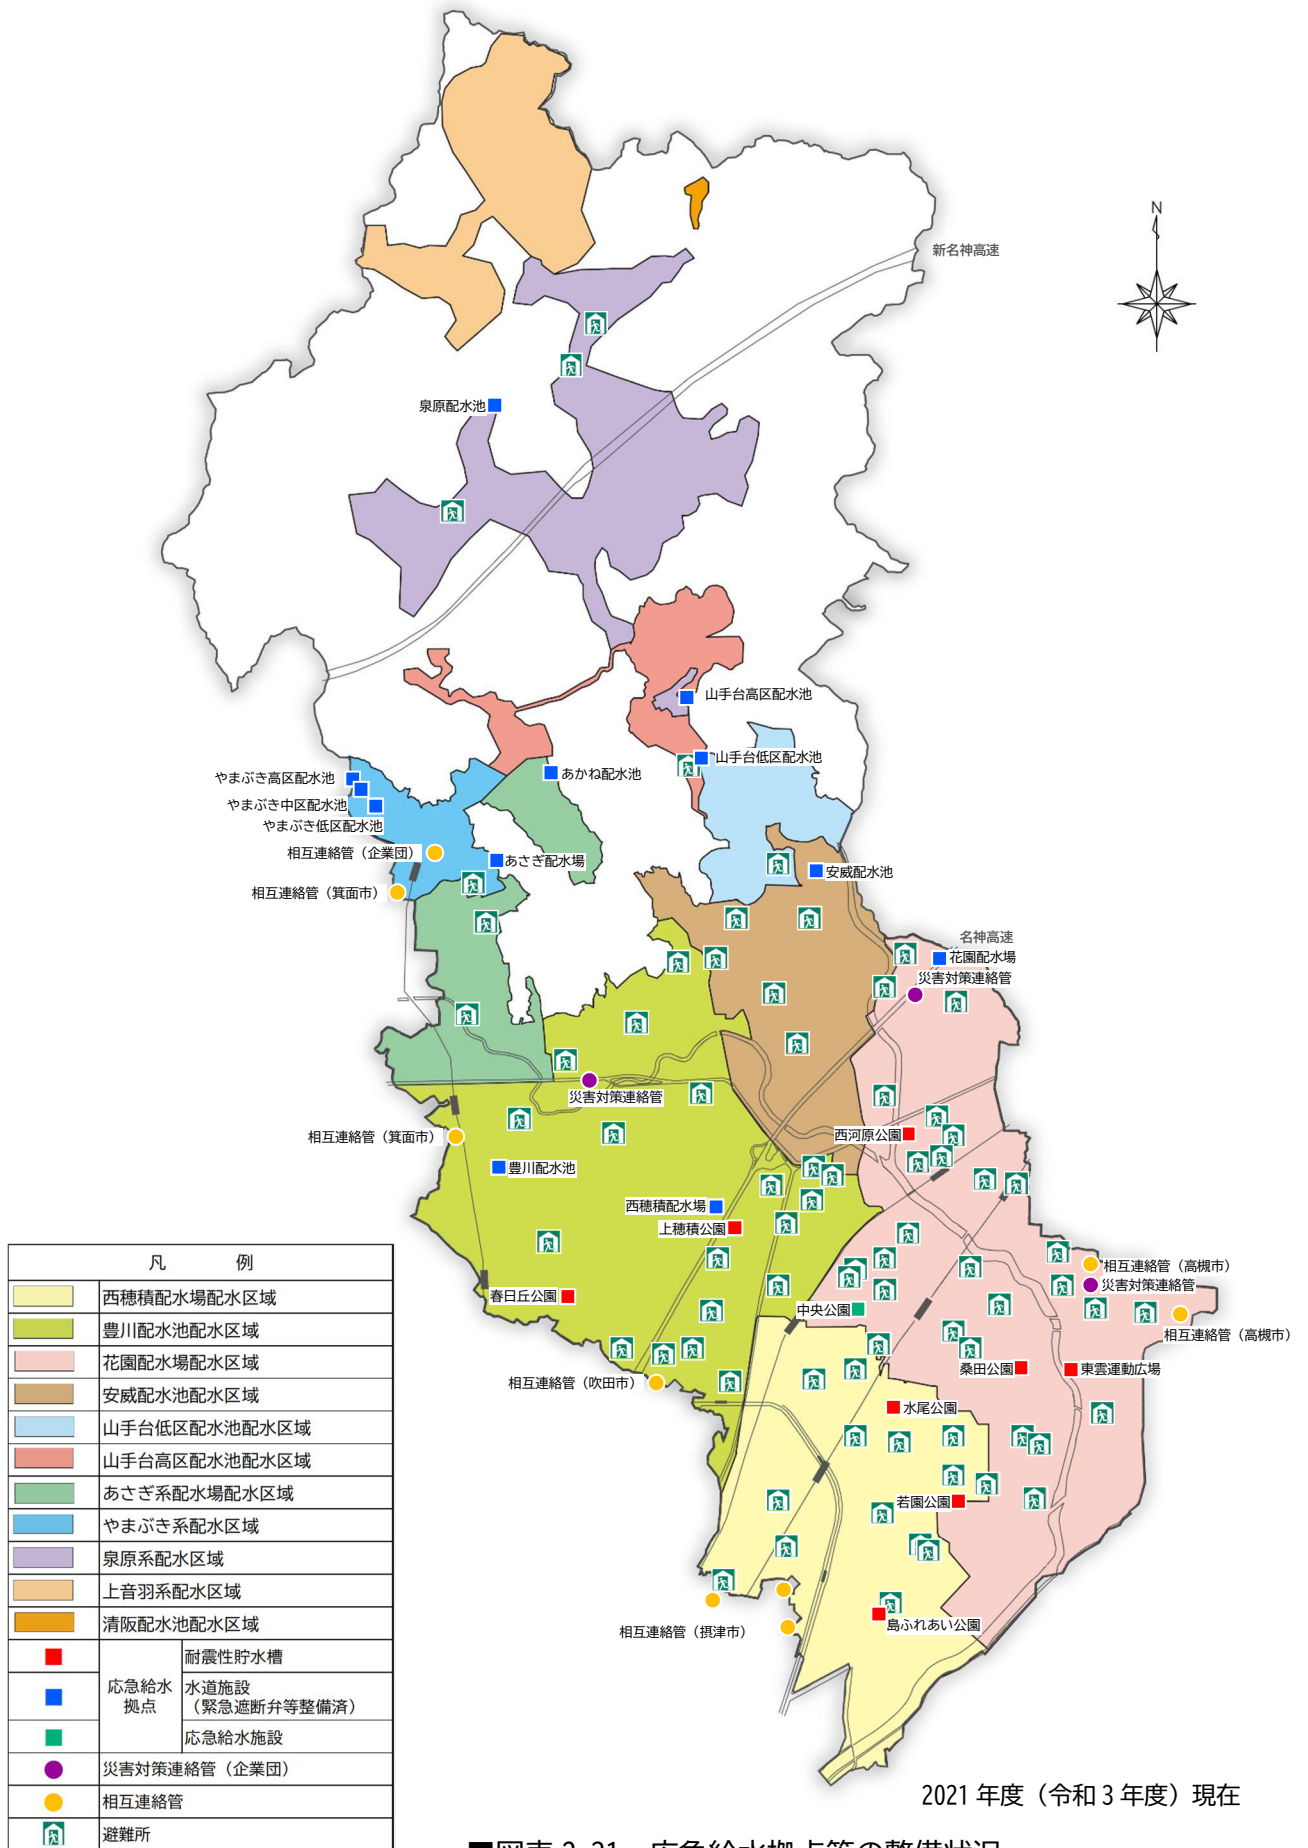 N
新名神高速
泉原配水池
山手台高区配水池
山手台低区配水池
あかね配水池
やまぶき高区配水池
やまぶき中区配水池
やまぶき低区配水池
相互連絡管（企業団）
あさぎ配水場
安威配水池
相互連絡管（箕面市）
名神高速
花園配水場
災害対策連絡管
災害対策連絡管
相互連絡管（箕面市）
西河原公園
豊川配水池
西穂積配水場
上穂積公園
相互連絡管（高槻市）
災害対策連絡管
春日丘公園
中央公園
相互連絡管（高槻市）
桑田公園
東雲運動広場
相互連絡管（吹田市）
水尾公園
若園公園
島ふれあい公園
相互連絡管（摂津市）
凡　例
西穂積配水場配水区域
豊川配水池配水区域
花園配水場配水区域
安威配水池配水区域
山手台低区配水池配水区域
山手台高区配水池配水区域
あさぎ系配水場配水区域
やまぶき系配水区域
泉原系配水区域
上音羽系配水区域
清阪配水池配水区域
応急給水
拠点
耐震性貯水槽
水道施設
（緊急遮断弁等整備済）
応急給水施設
災害対策連絡管（企業団）
相互連絡管
避難所
2021 年度（令和 3 年度）現在